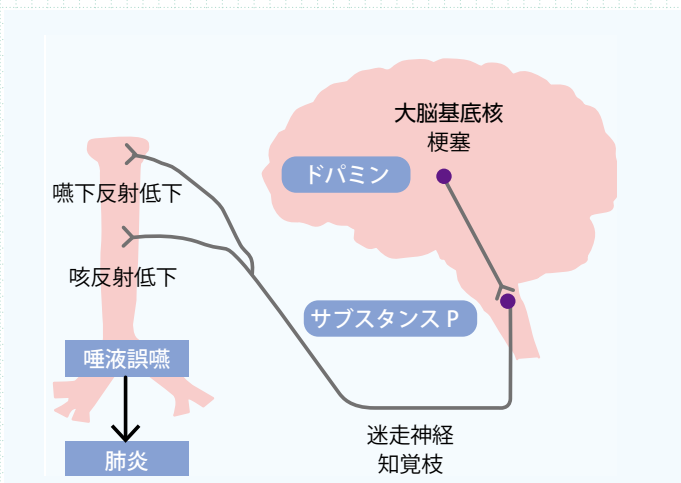 大脳基底核
梗塞
ドパミン
嚥下反射低下
咳反射低下
サブスタンス P
唾液誤嚥
肺炎
迷走神経
知覚枝